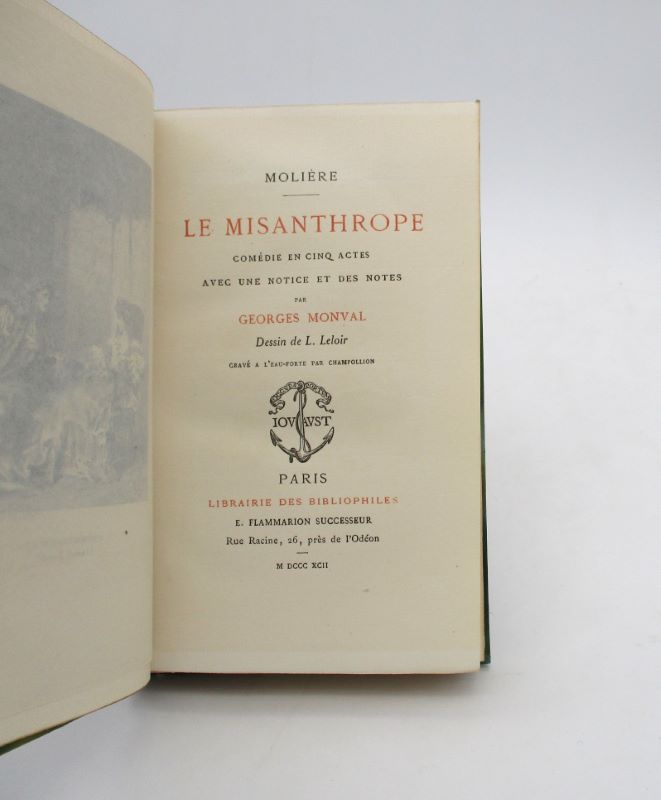 MOLIÈRE
LE MISANTHROPE
COMÉDIE EN CINQ ACTES
AVEC UNE NOTICE ET DES NOTES
PAR
GEORGES MONVAL
Dessin de L. Leloir
GRAVÉ A L'EAU-FORTE PAR CHAMPOLLION
IOVAVST
PARIS
LIBRAIRIE DES BIBLIOPHILES
E. FLAMMARION SUCCESSEUR
Rue Racine, 26, près de l'Odéon
M DCCC XCII